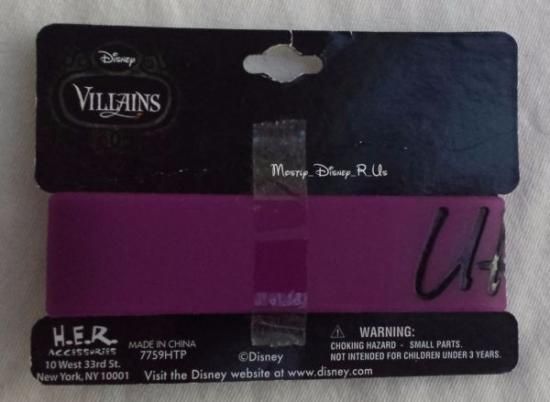 Disney
VILLAINS
Mostly_Disney_R_Us
H.E.R.
ACCESSORIES
10 West 33rd St.
New York, NY 10001
MADE IN CHINA
7759HTP
©Disney
Visit the Disney website at www.disney.com
WARNING:
CHOKING HAZARD - SMALL PARTS.
NOT INTENDED FOR CHILDREN UNDER 3 YEARS.